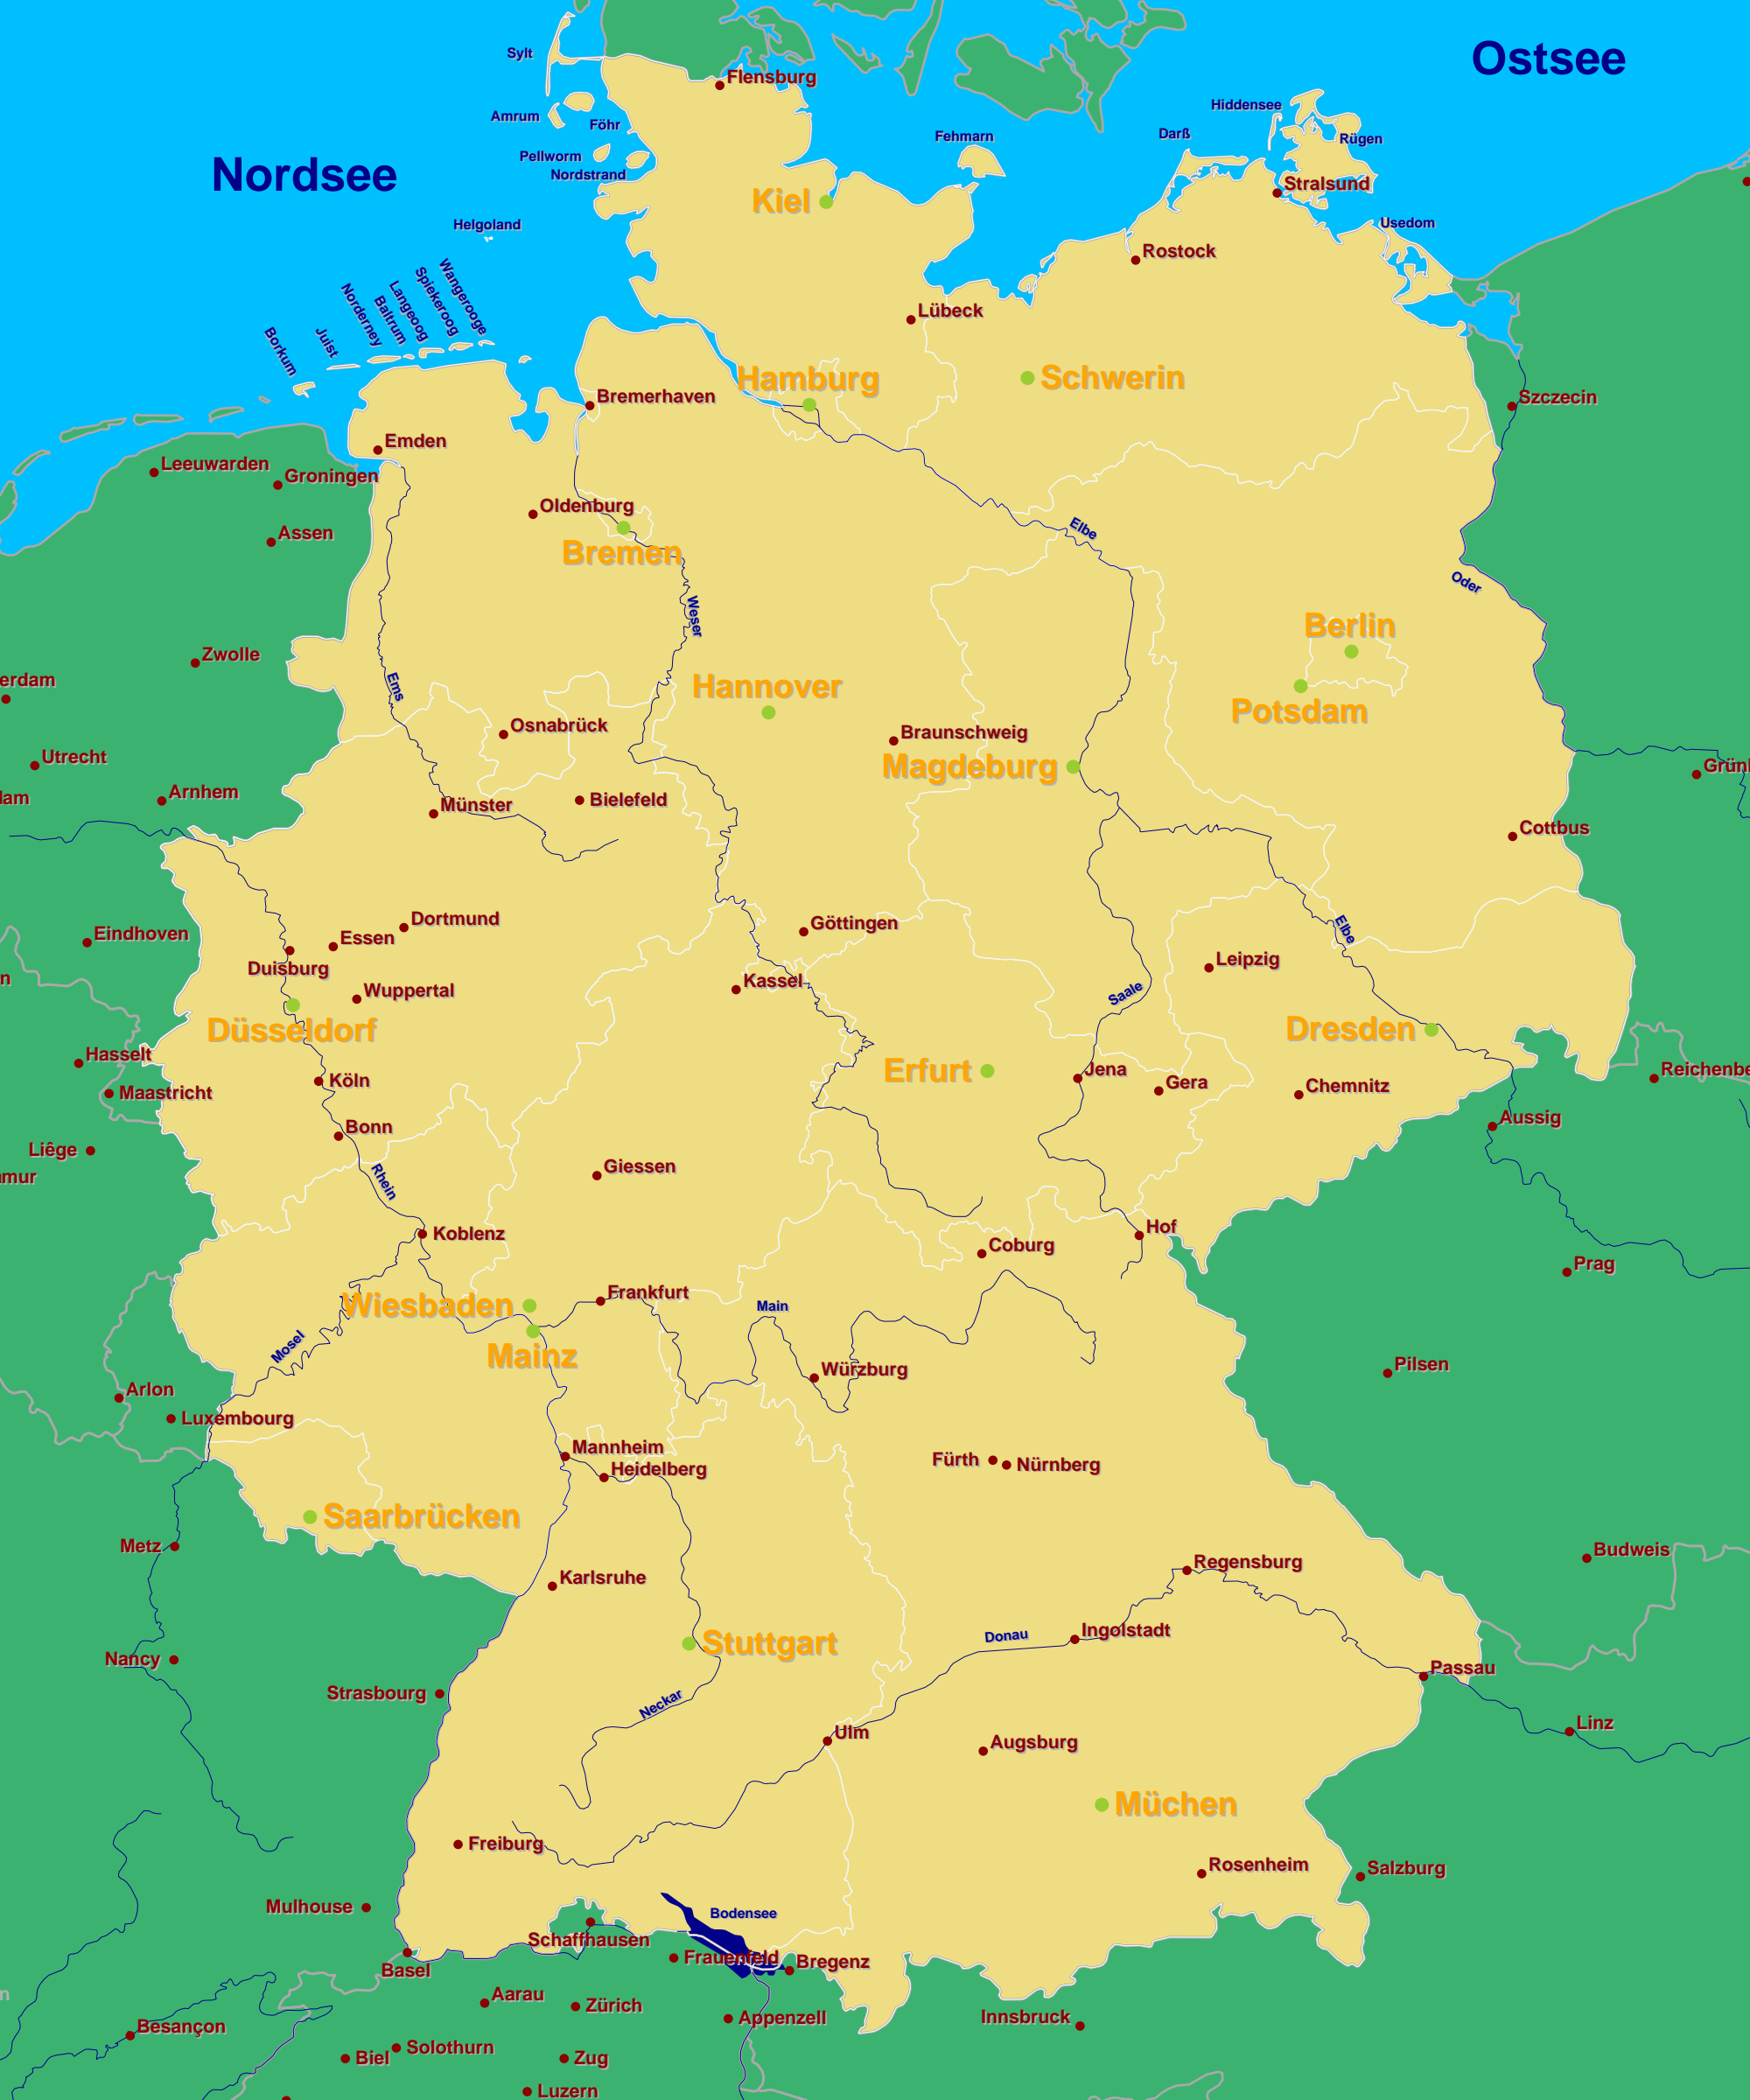 Ostsee
Sylt
Flensburg
Hiddensee
Amrum
Föhr
Darß
Fehmarn
Rügen
Pellworm
Nordsee
Nordstrand
Stralsund
Kiel
Helgoland
Usedom
Rostock
Wangerooge
Spiekeroog
Langeoog
Baltrum
Norderney
Juist
Borkum
Lübeck
Hamburg
Schwerin
Bremerhaven
Szczecin
Emden
Leeuwarden
Groningen
Oldenburg
Assen
Elbe
Bremen
Oder
Weser
Berlin
Zwolle
erdam
Ems
Hannover
Potsdam
Osnabrück
Braunschweig
Utrecht
Magdeburg
Grünb
Arnhem
lam
Bielefeld
Münster
Cottbus
Dortmund
Göttingen
Elbe
Eindhoven
Essen
Leipzig
Duisburg
n
Kassel
Wuppertal
Saale
Düsseldorf
Dresden
Hasselt
Erfurt
Jena
Reichenbe
Köln
Gera
Chemnitz
Maastricht
Aussig
Bonn
Liêge
Giessen
mur
Rhein
Hof
Koblenz
Coburg
Prag
Frankfurt
Wiesbaden
Main
Mosel
Mainz
Pilsen
Würzburg
Arlon
Luxembourg
Mannheim
Fürth
Nürnberg
Heidelberg
Saarbrücken
Metz
Budweis
Regensburg
Karlsruhe
Donau
Ingolstadt
Stuttgart
Nancy
Passau
Strasbourg
Neckar
Linz
Ulm
Augsburg
Müchen
Freiburg
Rosenheim
Salzburg
Mulhouse
Bodensee
Schaffhausen
Frauenfeld
Bregenz
Basel
n
Aarau
Zürich
Appenzell
Innsbruck
Besançon
Solothurn
Biel
Zug
Luzern